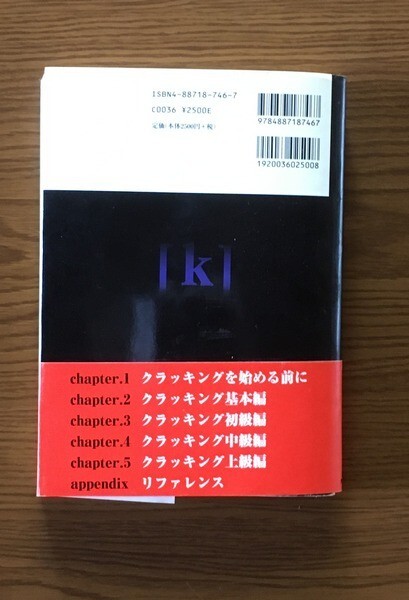 ISBN4-88718-746-7
C0036 ¥2500E
定価(本体2500円+税)
9784887187467
1920036025008
[k]
chapter.1 クラッキングを始める前に
chapter.2 クラッキング基本編
chapter.3 クラッキング初級編
chapter.4 クラッキング中級編
chapter.5 クラッキング上級編
appendix リファレンス